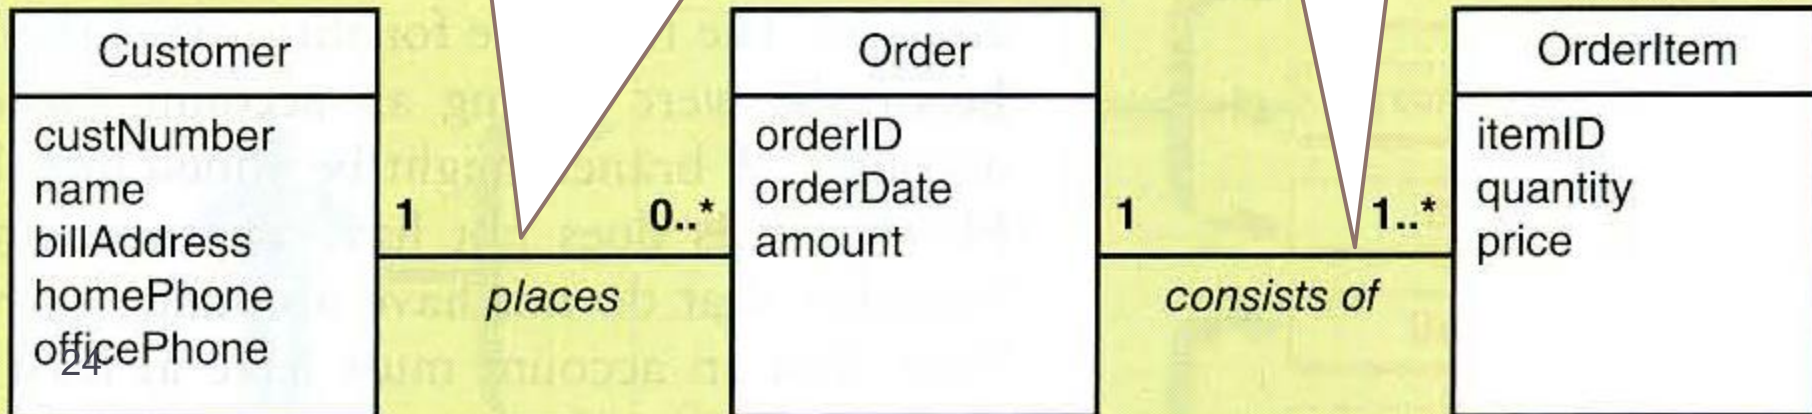 Customer
custNumber
name
billAddress
homePhone
officePhone
24
1
0..*
places
Order
orderID
orderDate
amount
1
1..*
consists of
OrderItem
itemID
quantity
price